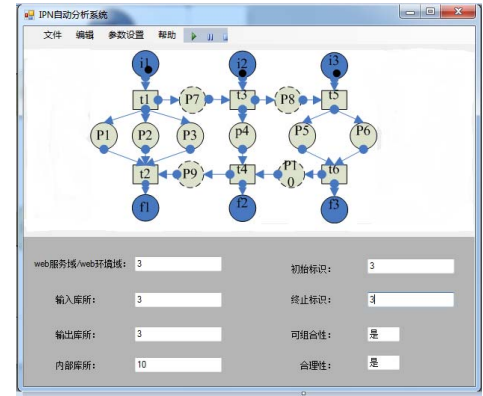 IPN自动分析系统
文件 编辑 参数设置 帮助
i1 i2 i3
t1 P7 t3 P8 t5
P1 P2 P3 p4 P5 P6
t2 P9 t4 P10 t6
f1 f2 f3
web服务域/web环境域: 3 初始标识: 3
输入库所: 3 终止标识: 3
输出库所: 3 可组合性: 是
内部库所: 10 合理性: 是